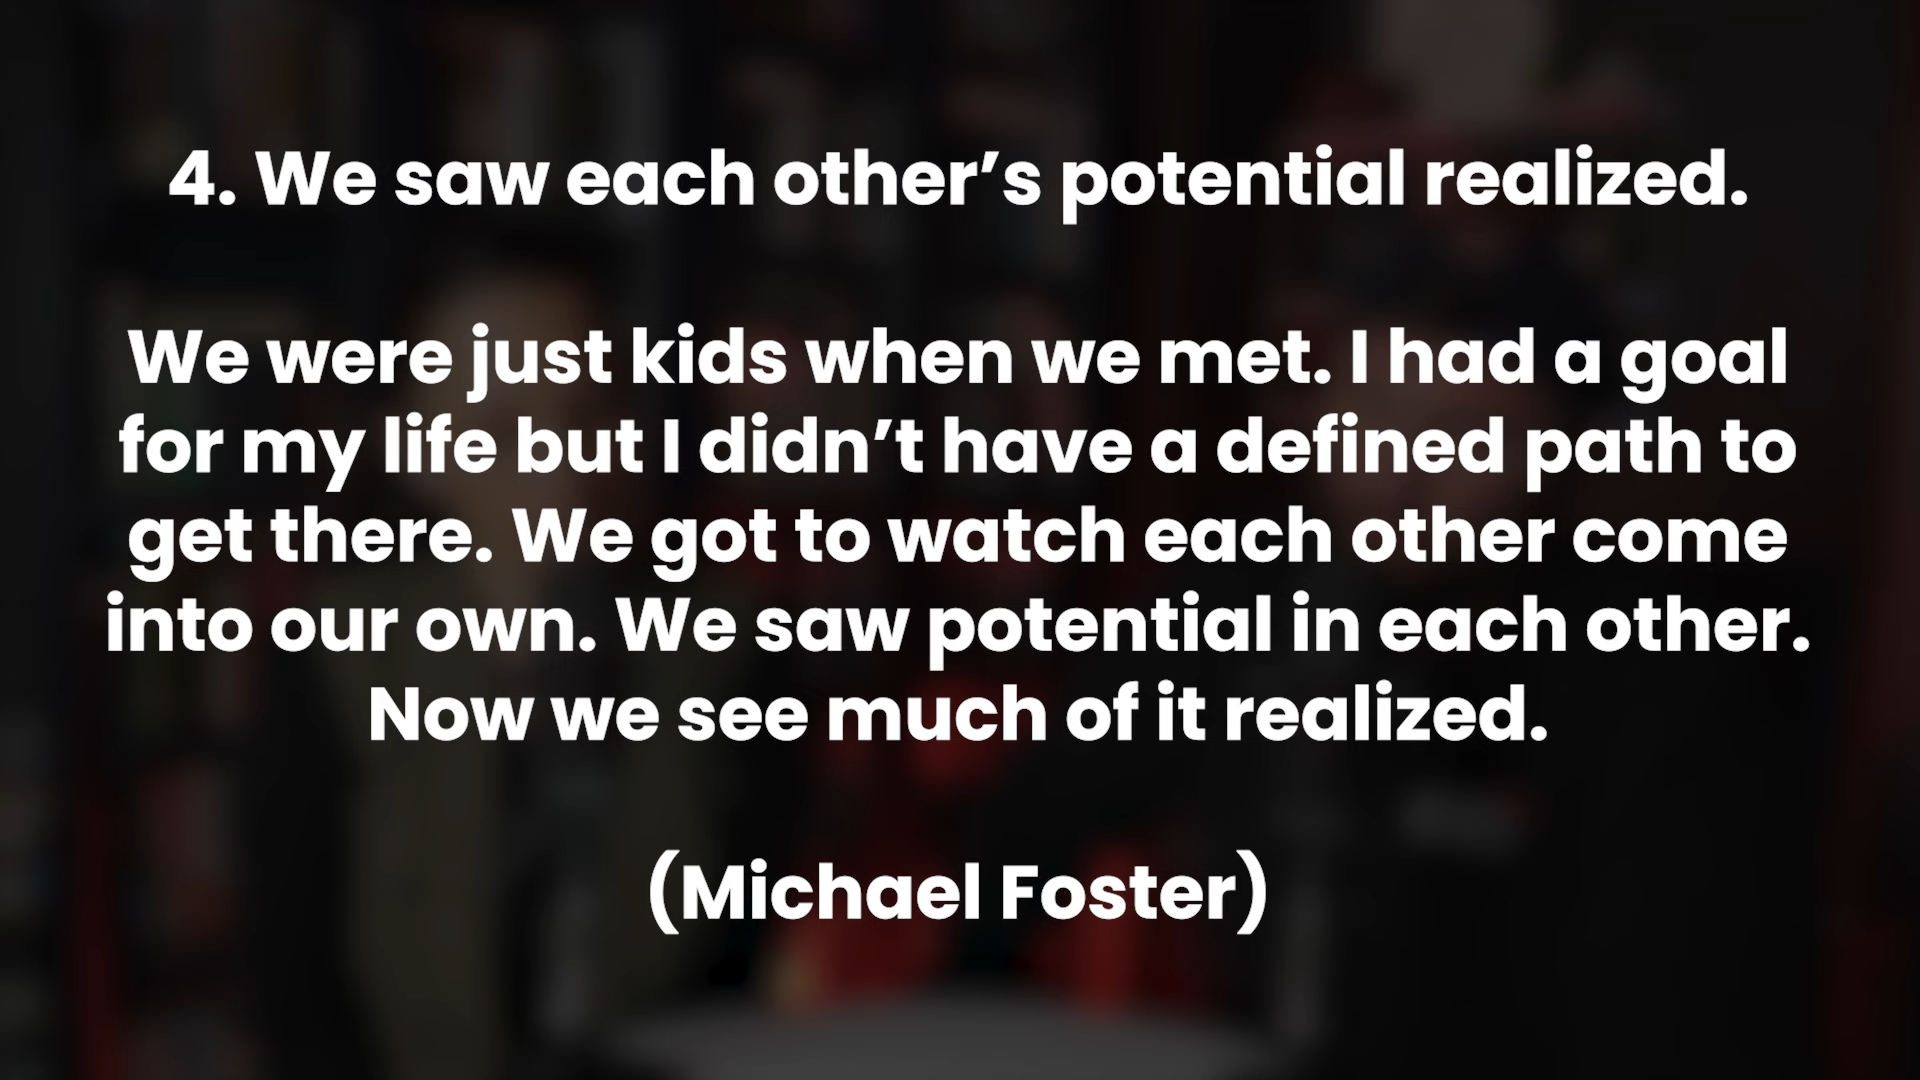 4. We saw each other’s potential realized.
We were just kids when we met. I had a goal
for my life but I didn’t have a defined path to
get there. We got to watch each other come
into our own. We saw potential in each other.
Now we see much of it realized.
(Michael Foster)